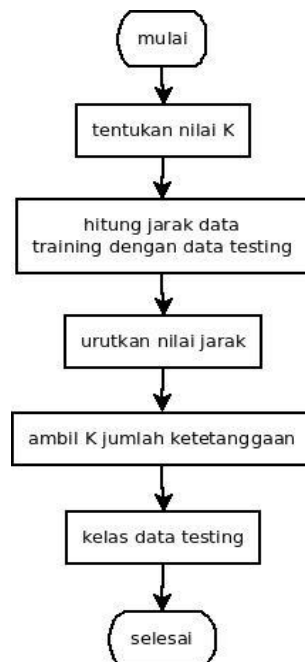 mulai
tentukan nilai K
hitung jarak data
training dengan data testing
urutkan nilai jarak
ambil K jumlah ketetanggaan
kelas data testing
selesai